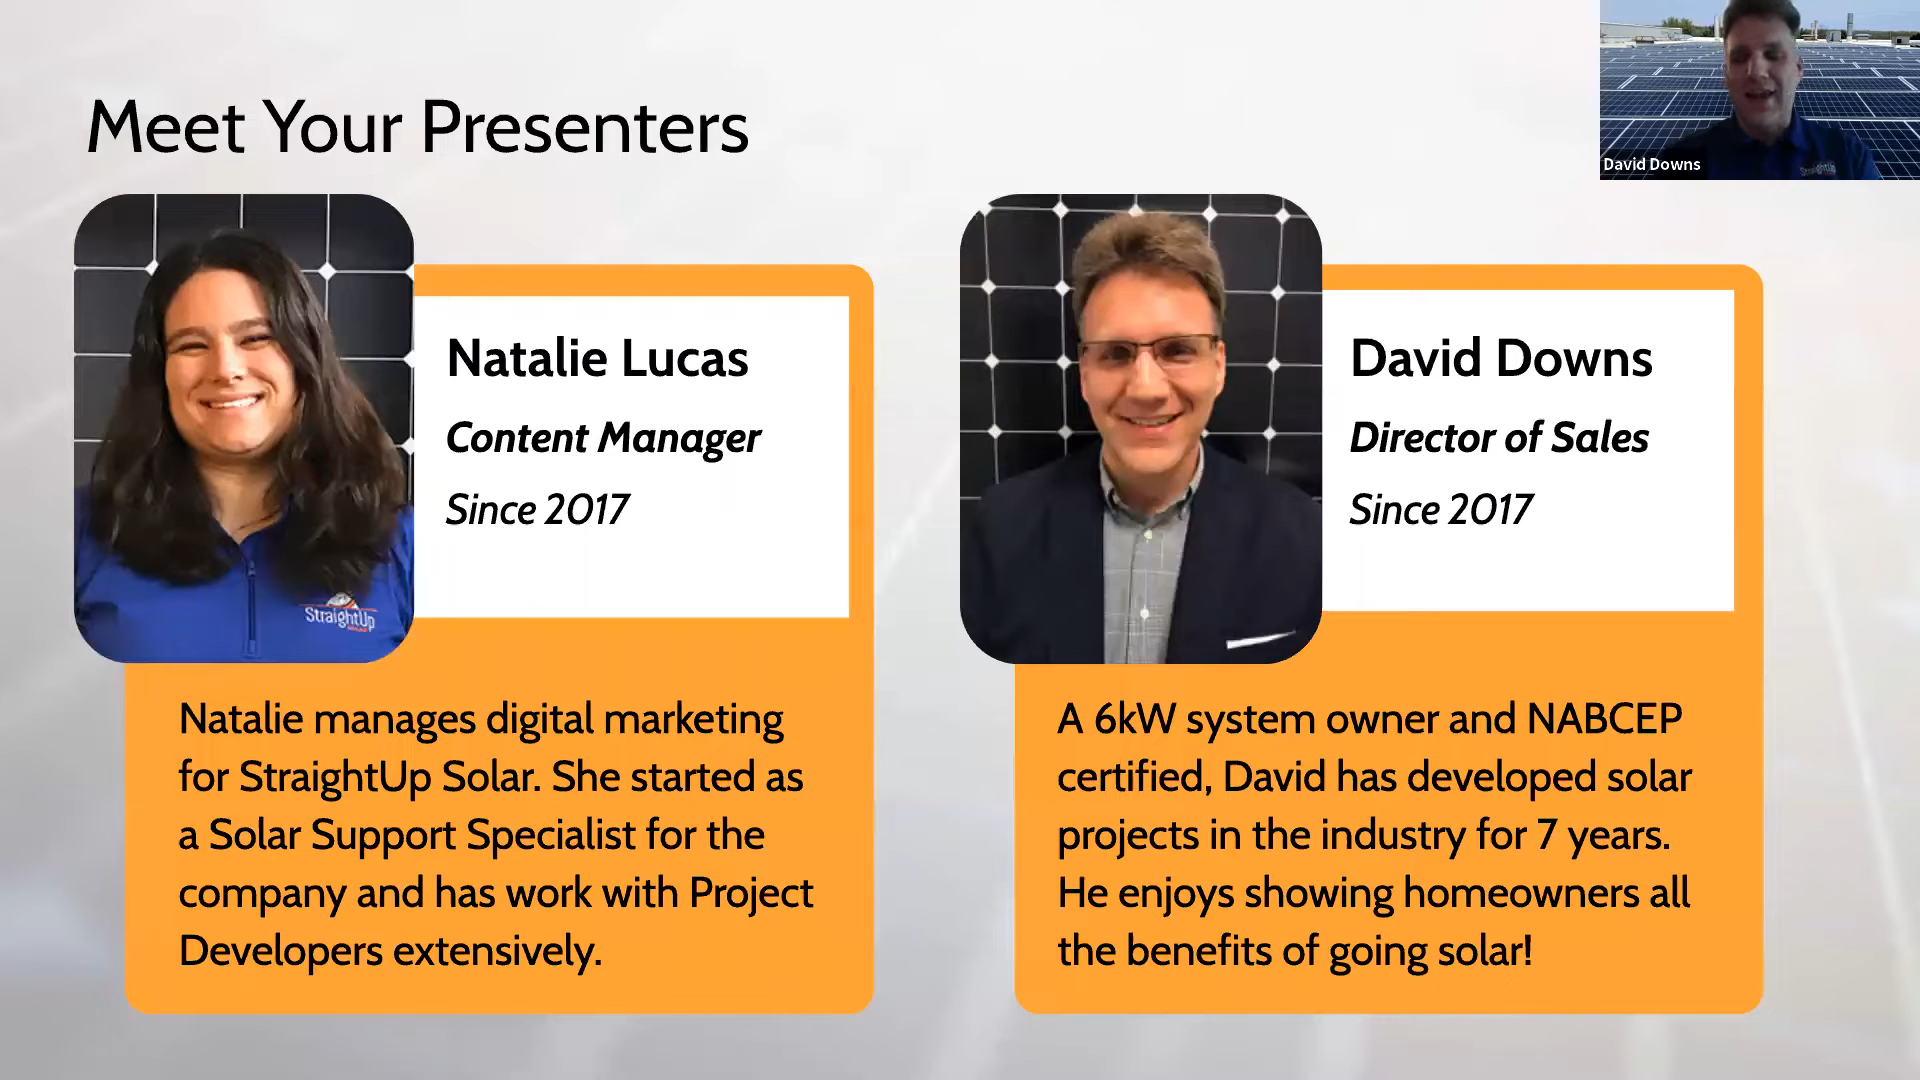 Meet Your Presenters
David Downs
StraightUp
Natalie Lucas
Content Manager
Since 2017
StraightUp
Natalie manages digital marketing
for StraightUp Solar. She started as
a Solar Support Specialist for the
company and has work with Project
Developers extensively.
David Downs
Director of Sales
Since 2017
A 6kW system owner and NABCEP
certified, David has developed solar
projects in the industry for 7 years.
He enjoys showing homeowners all
the benefits of going solar!